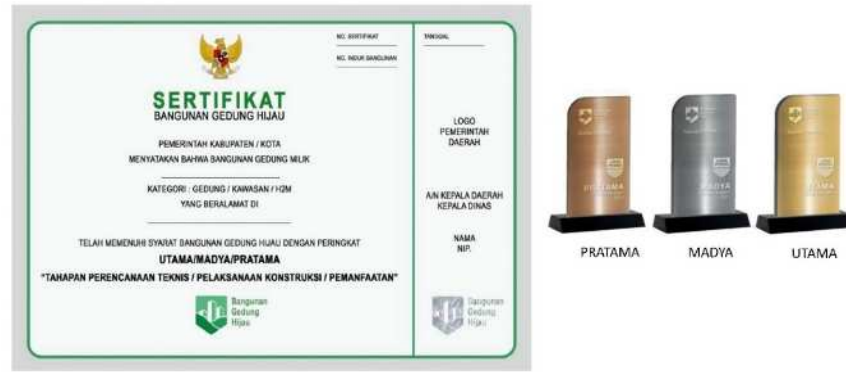 NO. SERTIFIKAT
NO. INDUK BANGUNAN
SERTIFIKAT
BANGUNAN GEDUNG HIJAU
PEMERINTAH KABUPATEN / KOTA
MENYATAKAN BAHWA BANGUNAN GEDUNG MILIK
KATEGORI : GEDUNG / KAWASAN / H2M
YANG BERALAMAT DI
TELAH MEMENUHI SYARAT BANGUNAN GEDUNG HIJAU DENGAN PERINGKAT
UTAMA/MADYA/PRATAMA
"TAHAPAN PERENCANAAN TEKNIS / PELAKSANAAN KONSTRUKSI / PEMANFAATAN"
Bangunan
Gedung
Hijau
TANGGAL
LOGO
PEMERINTAH
DAERAH
A/N KEPALA DAERAH
KEPALA DINAS
NAMA
NIP.
Bangunan
Gedung
Hijau
PRATAMA
MADYA
UTAMA
PRATAMA
MADYA
UTAMA